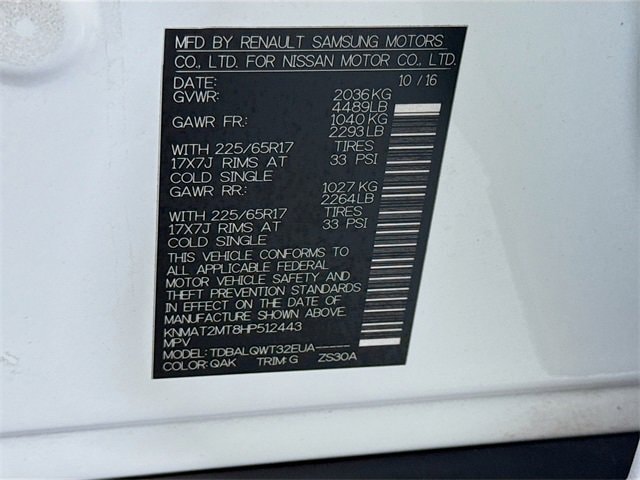 MFD BY RENAULT SAMSUNG MOTORS
CO., LTD. FOR NISSAN MOTOR CO., LTD.
DATE: 10 / 16
GVWR: 2036 KG
4489LB
GAWR FR: 1040 KG
2293 LB
WITH 225/65R17 TIRES
17X7J RIMS AT 33 PSI
COLD SINGLE
GAWR RR: 1027 KG
2264LB
WITH 225/65R17 TIRES
17X7J RIMS AT 33 PSI
COLD SINGLE
THIS VEHICLE CONFORMS TO
ALL APPLICABLE FEDERAL
MOTOR VEHICLE SAFETY AND
THEFT PREVENTION STANDARDS
IN EFFECT ON THE DATE OF
MANUFACTURE SHOWN ABOVE.
KNMAT2MT8HP512443
MPV
MODEL: TDBALQWT32EUA-----
COLOR: QAK TRIM: G ZS30A